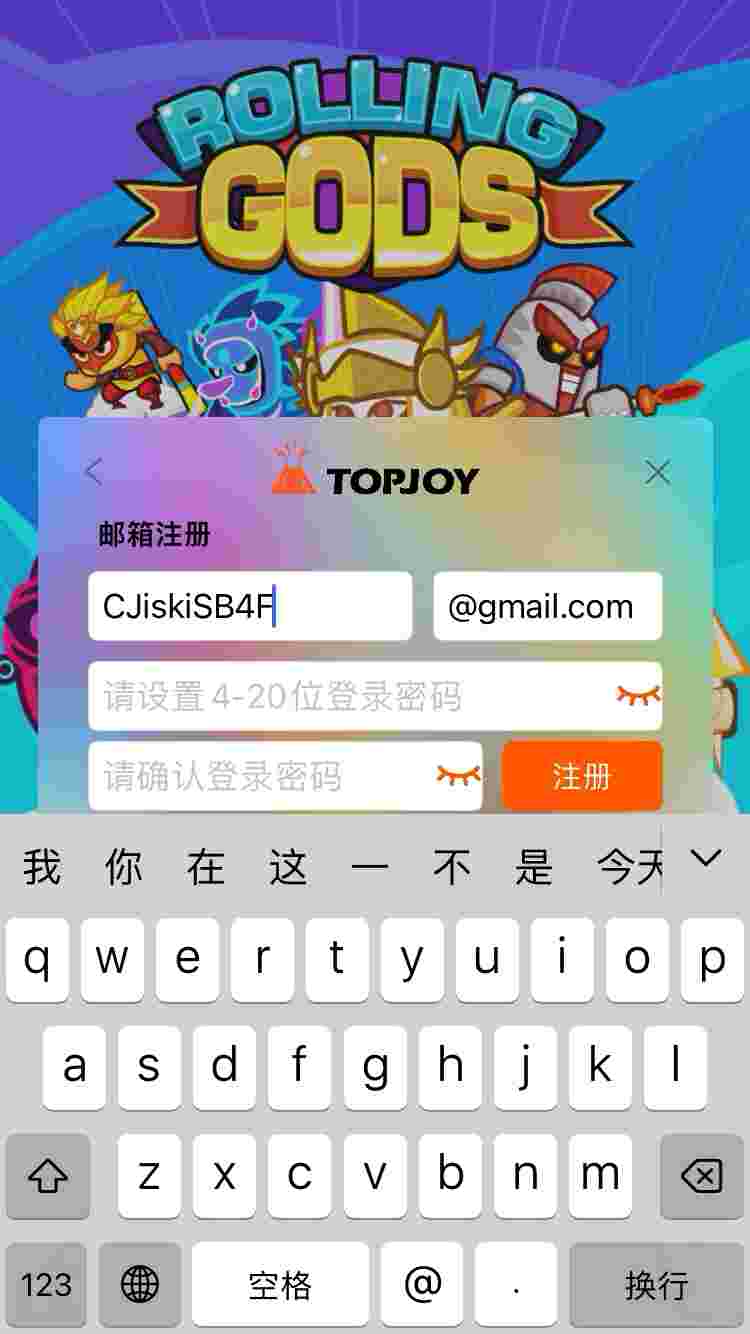 ROLLING
GODS
TOPJOY
邮箱注册
CJiskiSB4F @gmail.com
请设置4-20位登录密码
请确认登录密码 注册
我 你 在 这 一 不 是 今天
q w e r t y u i o p
a s d f g h j k l
z x c v b n m
123 空格 @ . 换行